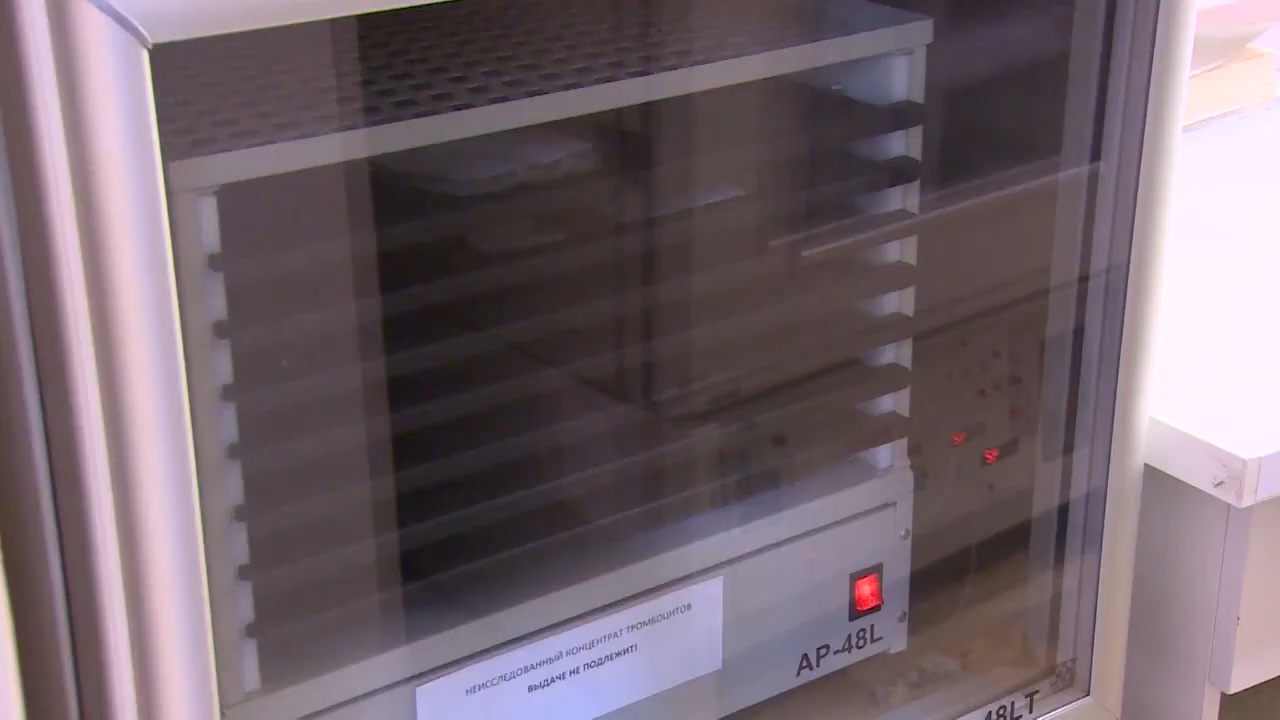 НЕИССЛЕДОВАННЫЙ КОНЦЕНТРАТ ТРОМБОЦИТОВ
ВЫДАЧЕ НЕ ПОДЛЕЖИТ!
AP-48L
48LT